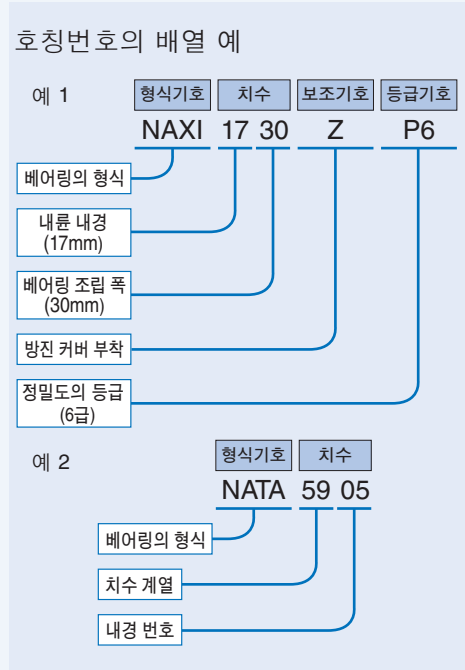 호칭번호의 배열 예
예 1
형식기호 치수 보조기호 등급기호
NAXI 17 30 Z P6
베어링의 형식
내륜 내경
(17mm)
베어링 조립 폭
(30mm)
방진 커버 부착
정밀도의 등급
(6급)
예 2
형식기호 치수
NATA 59 05
베어링의 형식
치수 계열
내경 번호